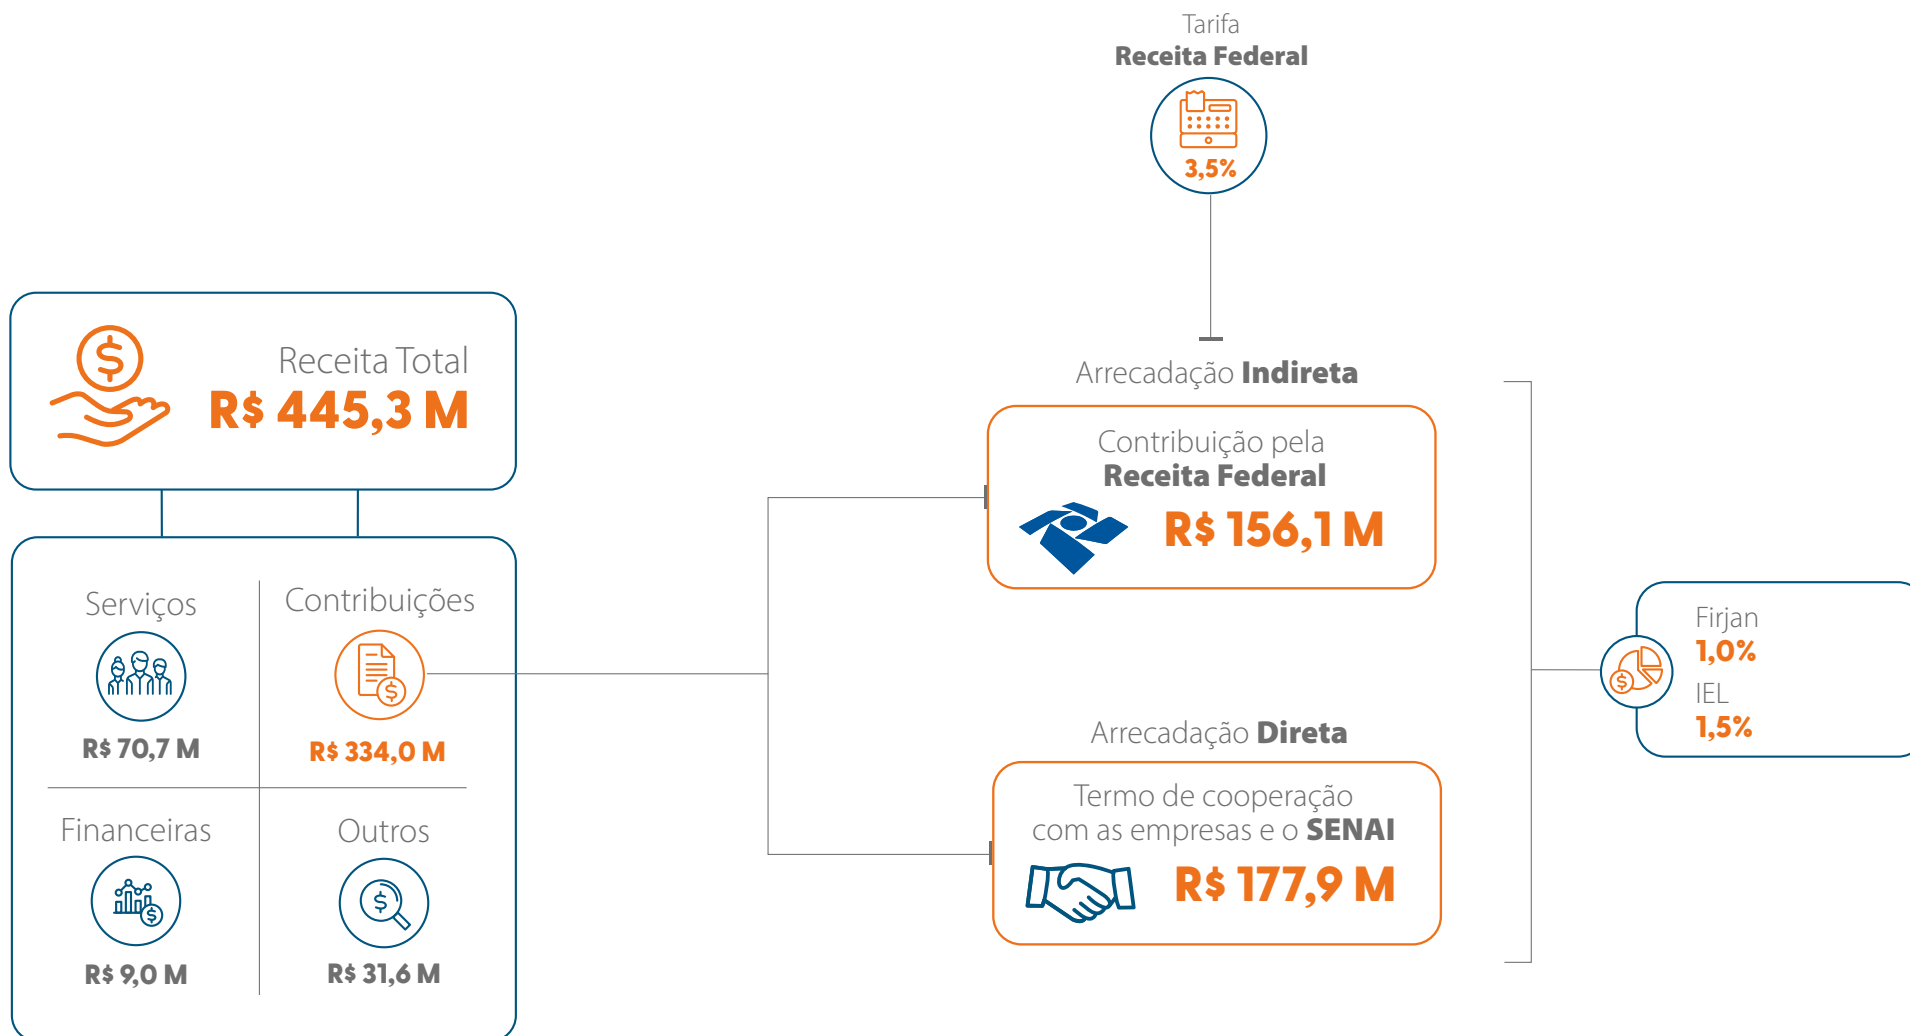 Tarifa
Receita Federal
3,5%
Receita Total
R$ 445,3 M
Serviços
R$ 70,7 M
Contribuições
R$ 334,0 M
Financeiras
R$ 9,0 M
Outros
R$ 31,6 M
Arrecadação Indireta
Contribuição pela
Receita Federal
R$ 156,1 M
Arrecadação Direta
Termo de cooperação
com as empresas e o SENAI
R$ 177,9 M
Firjan
1,0%
IEL
1,5%